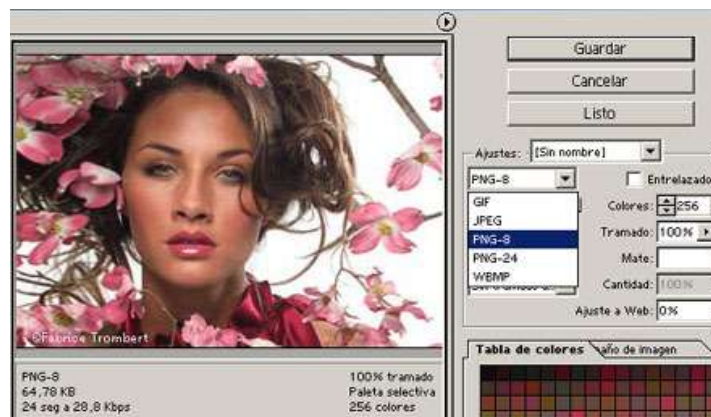 Guardar
Cancelar
Listo
Ajustes: [Sin nombre]
PNG-8
Entrelazado
GIF
JPEG
PNG-8
PNG-24
WBMP
Colores: 256
Tramado: 100%
Mate:
Cantidad: 100%
Ajuste a Web: 0%
©Fabrice Trombert
Tabla de colores
año de imagen
PNG-8
64,78 KB
24 seg a 28,8 Kbps
100% tramado
Paleta selectiva
256 colores